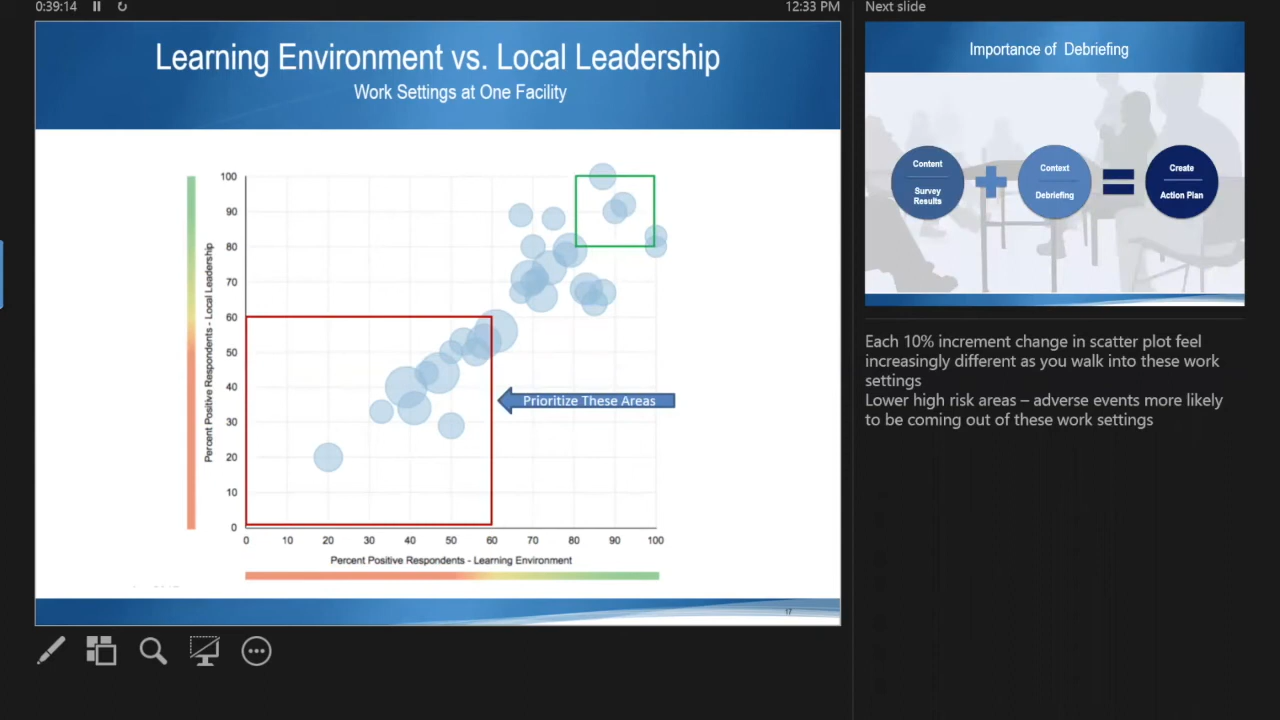 0:39:14
12:33 PM
Next slide
Learning Environment vs. Local Leadership
Work Settings at One Facility
100
90
80
70
60
50
40
30
20
10
0
Percent Positive Respondents - Local Leadership
Prioritize These Areas
0 10 20 30 40 50 60 70 80 90 100
Percent Positive Respondents - Learning Environment
17
Importance of Debriefing
Content
Survey
Results
Context
Debriefing
Create
Action Plan
Each 10% increment change in scatter plot feel
increasingly different as you walk into these work
settings
Lower high risk areas – adverse events more likely
to be coming out of these work settings